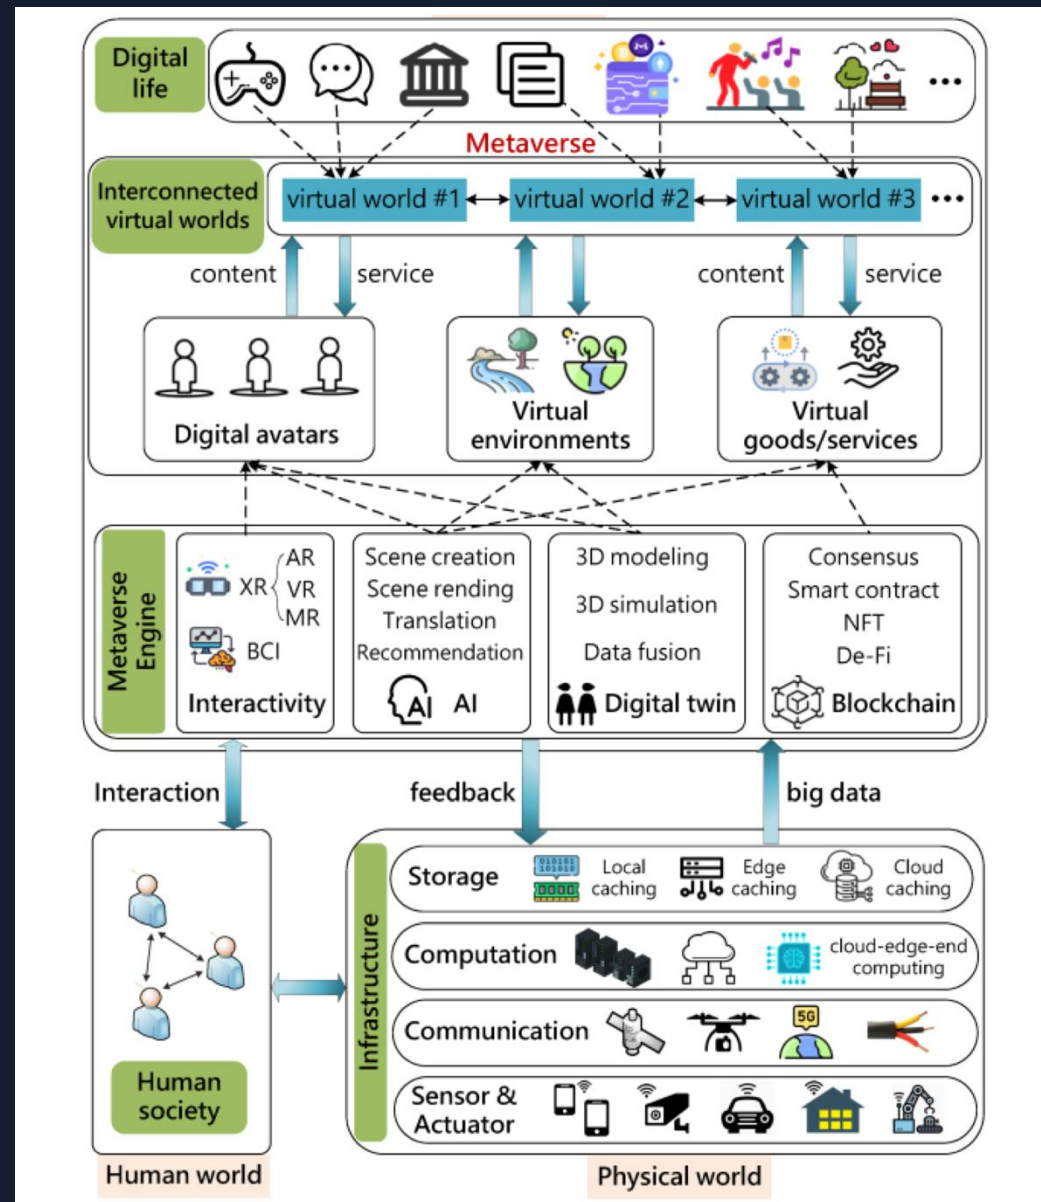 Digital
life
Metaverse
Interconnected
virtual worlds
virtual world #1
virtual world #2
virtual world #3
content
service
content
service
Digital avatars
Virtual
environments
Virtual
goods/services
Metaverse
Engine
XR
AR
VR
MR
BCI
Interactivity
Scene creation
Scene rending
Translation
Recommendation
AI
AI
3D modeling
3D simulation
Data fusion
Digital twin
Consensus
Smart contract
NFT
De-Fi
Blockchain
Interaction
feedback
big data
Human
society
Human world
Infrastructure
Storage
010101
101010
Local
caching
Edge
caching
Cloud
caching
Computation
cloud-edge-end
computing
Communication
5G
Sensor &
Actuator
Physical world